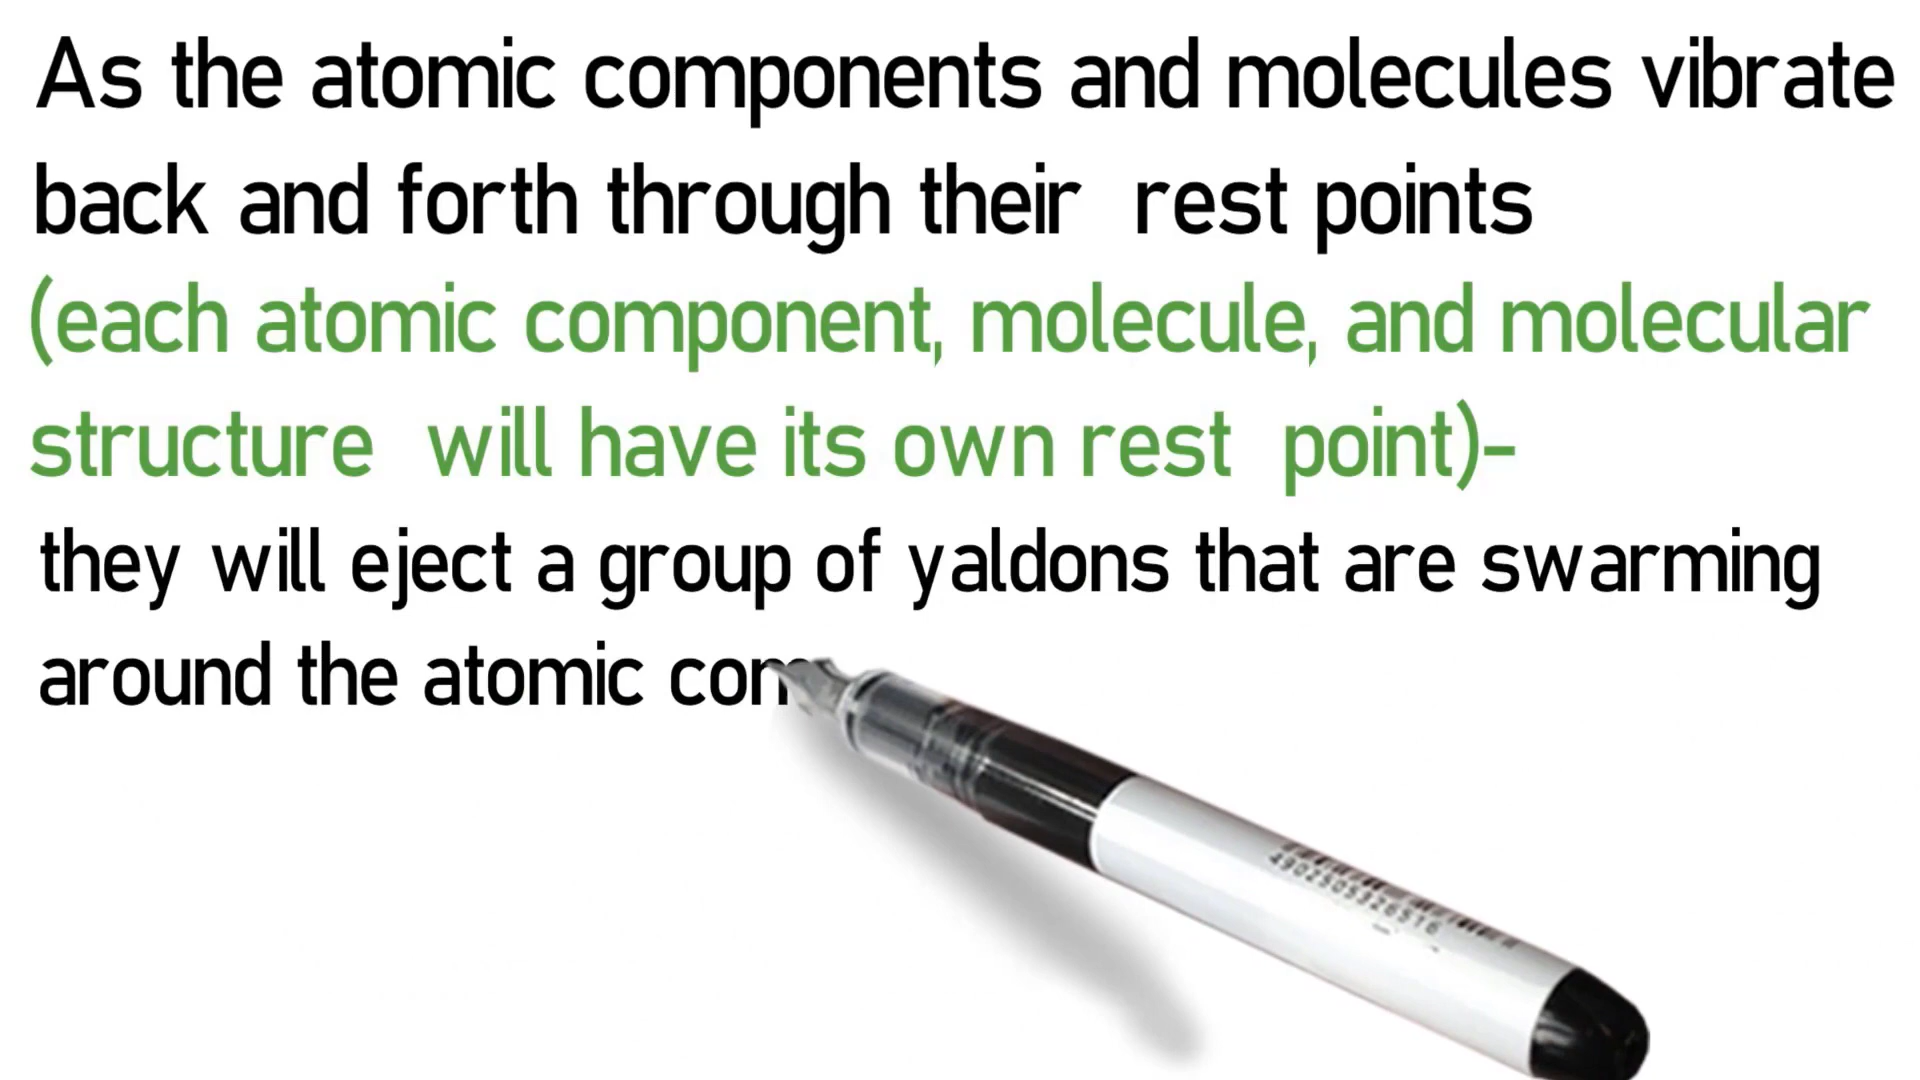 As the atomic components and molecules vibrate
back and forth through their rest points
(each atomic component, molecule, and molecular
structure will have its own rest point)-
they will eject a group of yaldons that are swarming
around the atomic com
4902505326516